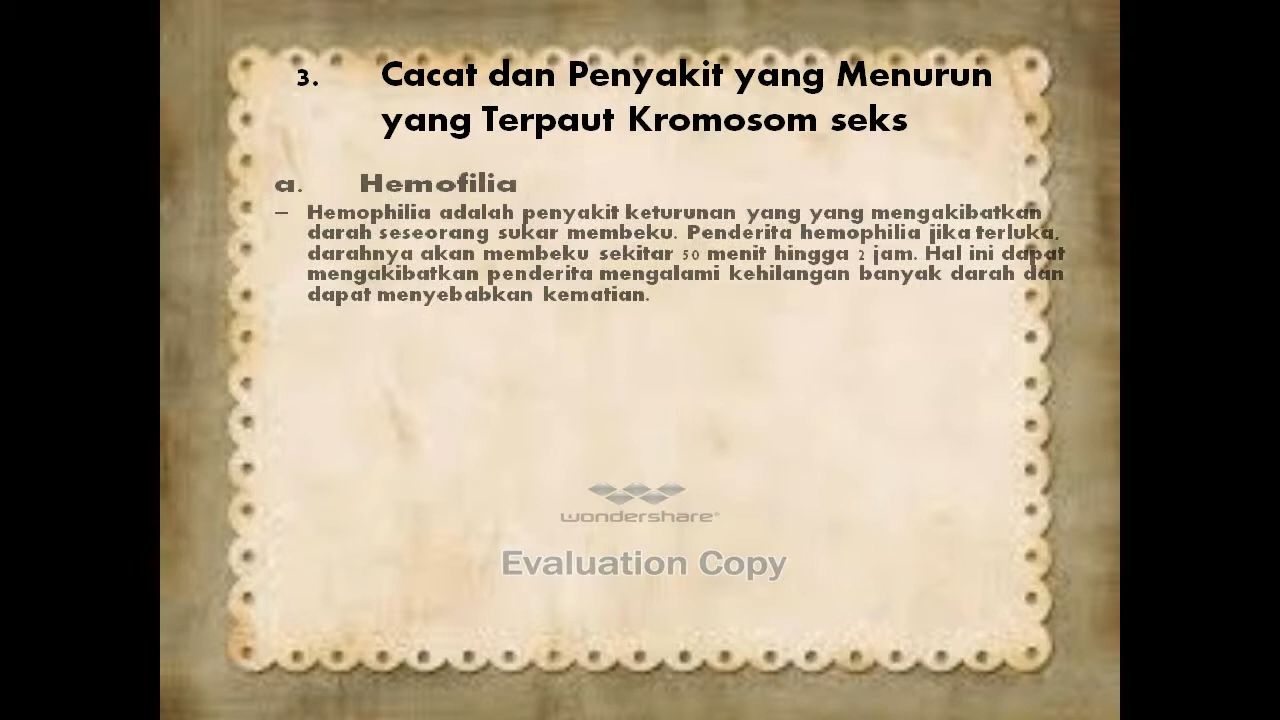 3. Cacat dan Penyakit yang Menurun
yang Terpaut Kromosom seks
a. Hemofilia
– Hemophilia adalah penyakit keturunan yang yang mengakibatkan
darah seseorang sukar membeku. Penderita hemophilia jika terluka,
darahnya akan membeku sekitar 50 menit hingga 2 jam. Hal ini dapat
mengakibatkan penderita mengalami kehilangan banyak darah dan
dapat menyebabkan kematian.
wondershare®
Evaluation Copy